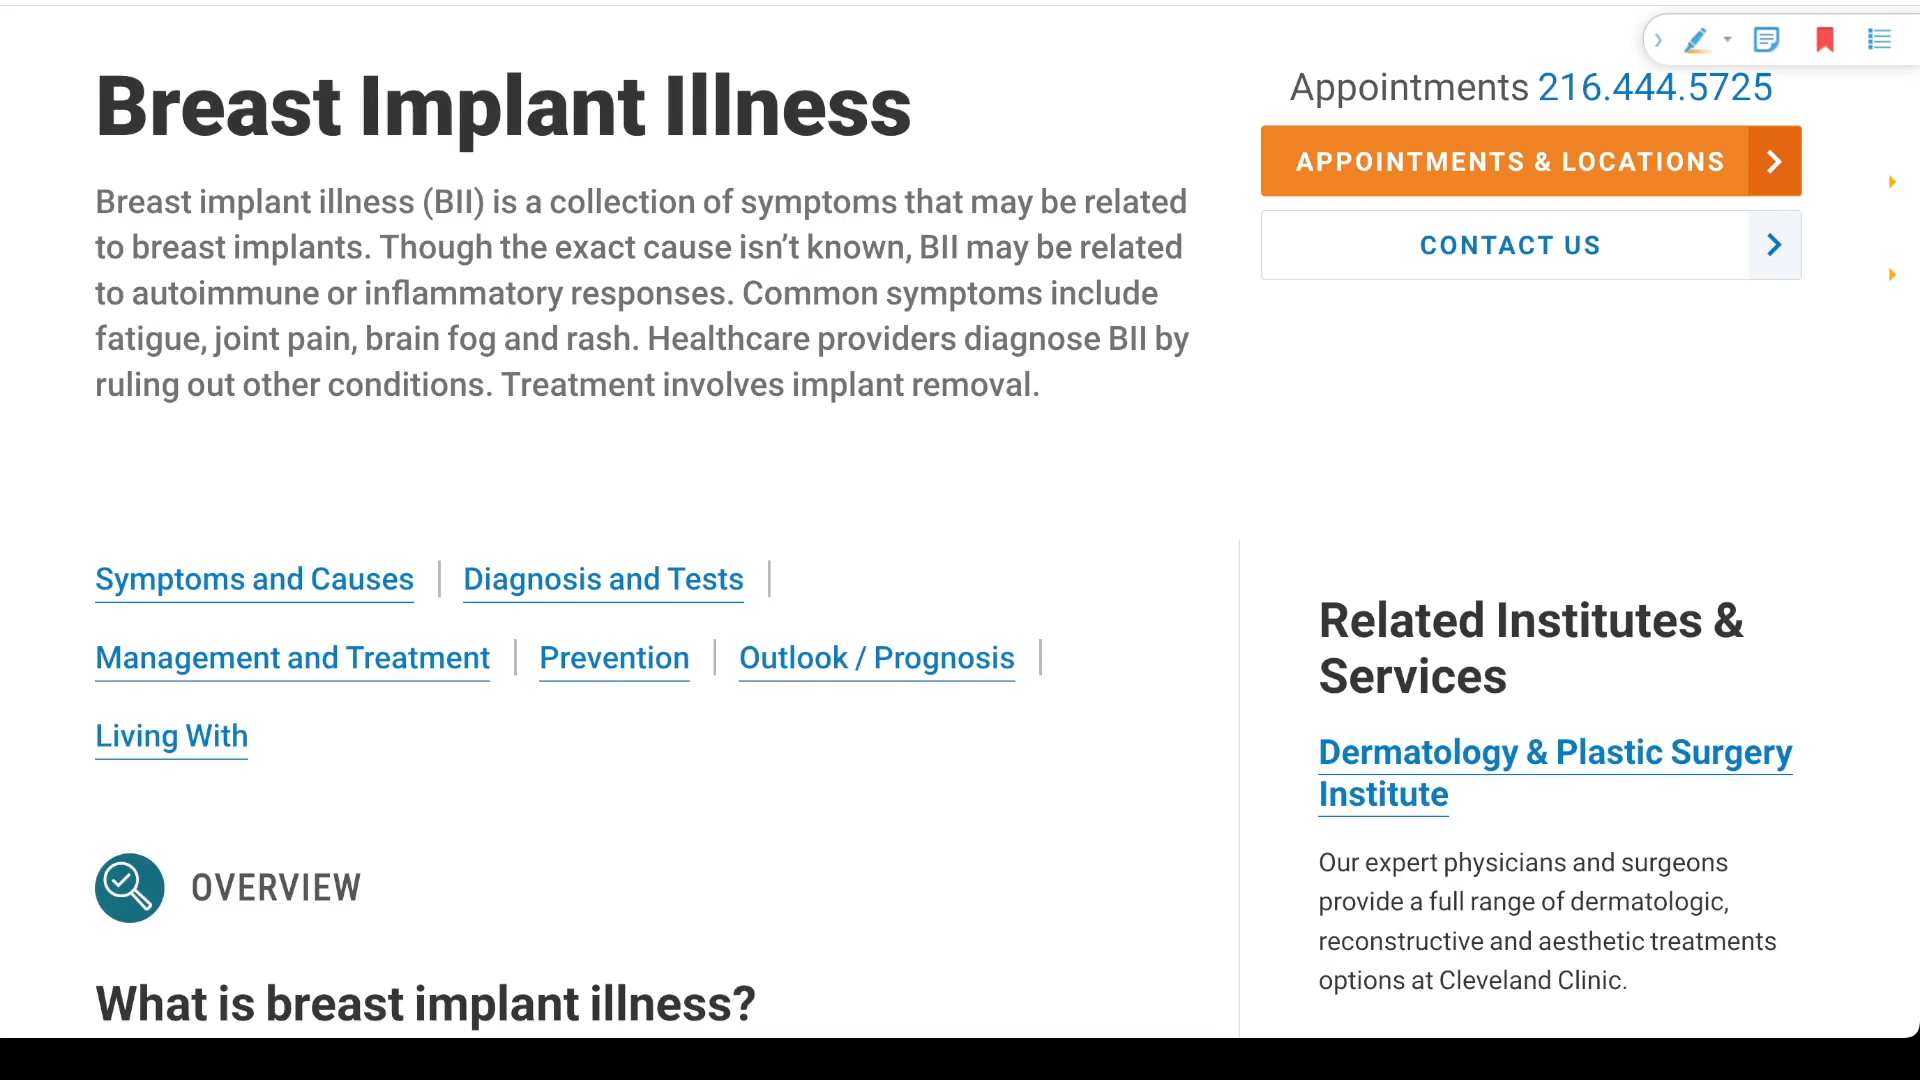 Breast Implant Illness
Breast implant illness (BII) is a collection of symptoms that may be related
to breast implants. Though the exact cause isn’t known, BII may be related
to autoimmune or inflammatory responses. Common symptoms include
fatigue, joint pain, brain fog and rash. Healthcare providers diagnose BII by
ruling out other conditions. Treatment involves implant removal.
Appointments 216.444.5725
APPOINTMENTS & LOCATIONS
CONTACT US
Symptoms and Causes | Diagnosis and Tests |
Management and Treatment | Prevention | Outlook / Prognosis |
Living With
OVERVIEW
What is breast implant illness?
Related Institutes &
Services
Dermatology & Plastic Surgery
Institute
Our expert physicians and surgeons
provide a full range of dermatologic,
reconstructive and aesthetic treatments
options at Cleveland Clinic.